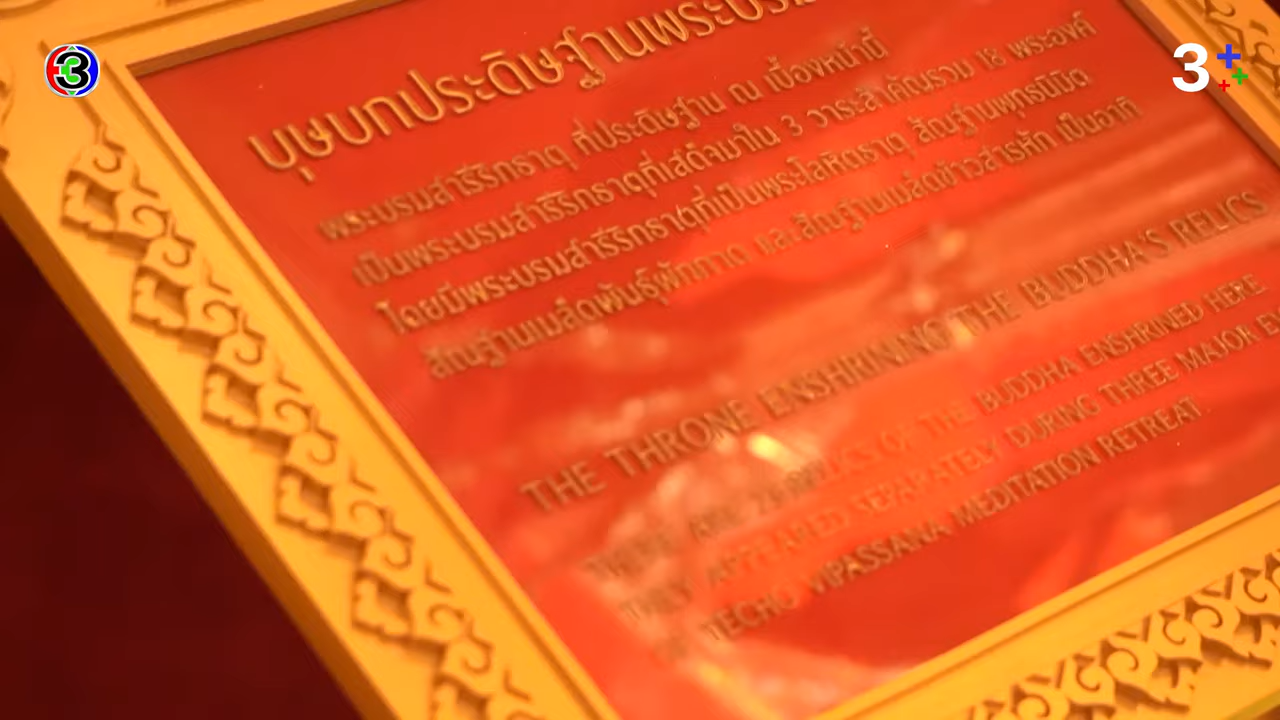 3
3
บุษบกประดิษฐานพระบรม
พระบรมสารีริกธาตุ ที่ประดิษฐาน ณ เบื้องหน้านี้
เป็นพระบรมสารีริกธาตุที่เสด็จมาใน 3 วาระสำคัญรวม 18 พระองค์
โดยมีพระบรมสารีริกธาตุที่เป็นพระโลหิตธาตุ สัณฐานพุทธนิมิต
สัณฐานเมล็ดพันธุ์ผักกาด และสัณฐานเมล็ดข้าวสารหัก เป็นอาทิ
THE THRONE ENSHRINING THE BUDDHA'S RELICS
THERE ARE RELICS OF THE BUDDHA ENSHRINED HERE
THEY APPEARED SEPARATELY DURING THREE MAJOR
TECHO VIPASSANA MEDITATION RETREAT.